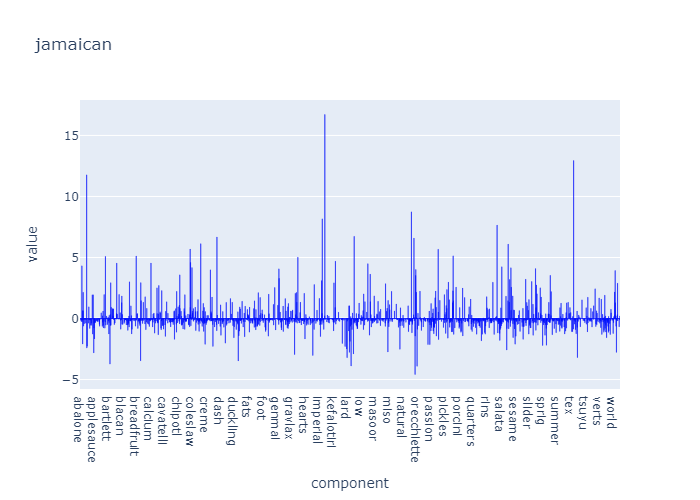 jamaican
15
10
5
0
−5
value
abalone
applesauce
bartlett
blacan
breadfruit
calcium
cavatelli
chipotl
coleslaw
creme
dash
duckling
fats
foot
genmai
gravlax
hearts
imperial
kefalotiri
lard
low
masoor
miso
natural
orecchiette
passion
pickles
porcini
quarters
rins
salata
sesame
slider
sprig
summer
tex
tsuyu
verts
world
component